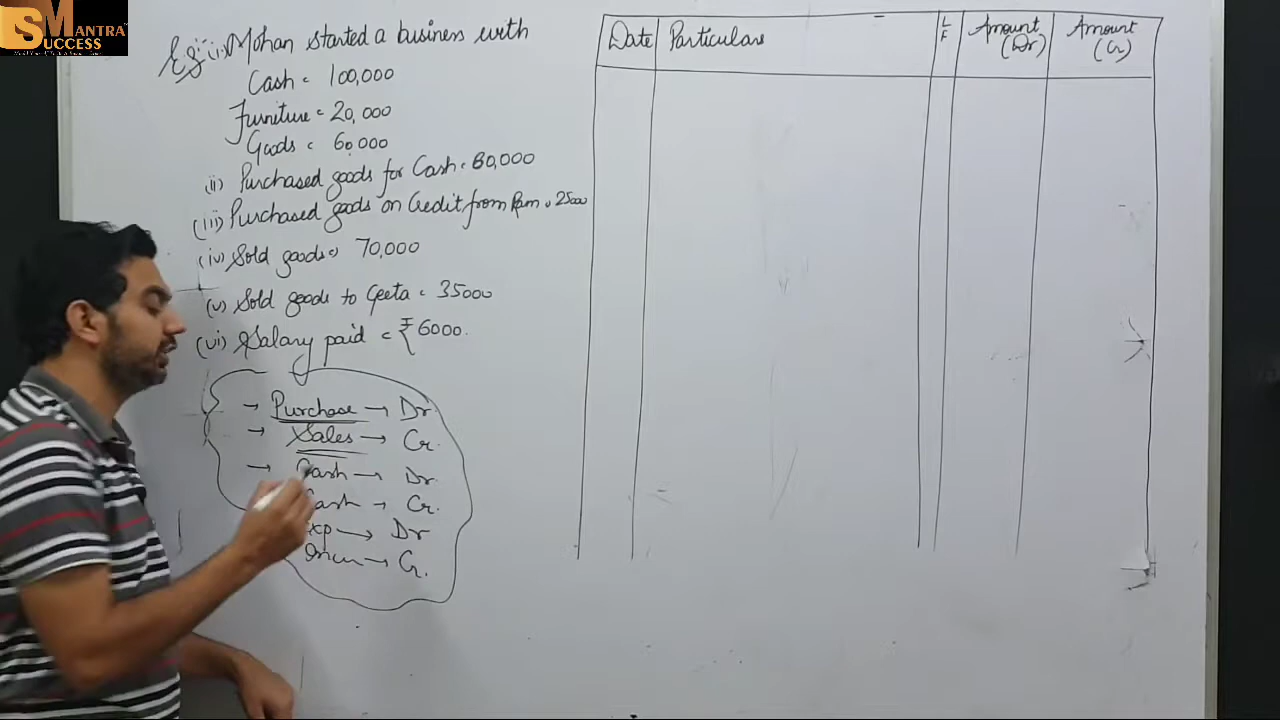 SM MANTRA
SUCCESS
Eg:- (i) Mohan started a business with
Cash = 100,000
Furniture = 20,000
Goods = 60,000
(ii) Purchased goods for Cash = 80,000
(iii) Purchased goods on Credit from Ram = 25000
(iv) Sold goods = 70,000
(v) Sold goods to Geeta = 35000
(vi) Salary paid = ₹6000.
→ Purchase → Dr.
→ Sales → Cr.
→ Cash → Dr.
Cash → Cr.
Exp → Dr
→ Cr.
Date Particulars L F Amount (Dr) Amount (Cr)